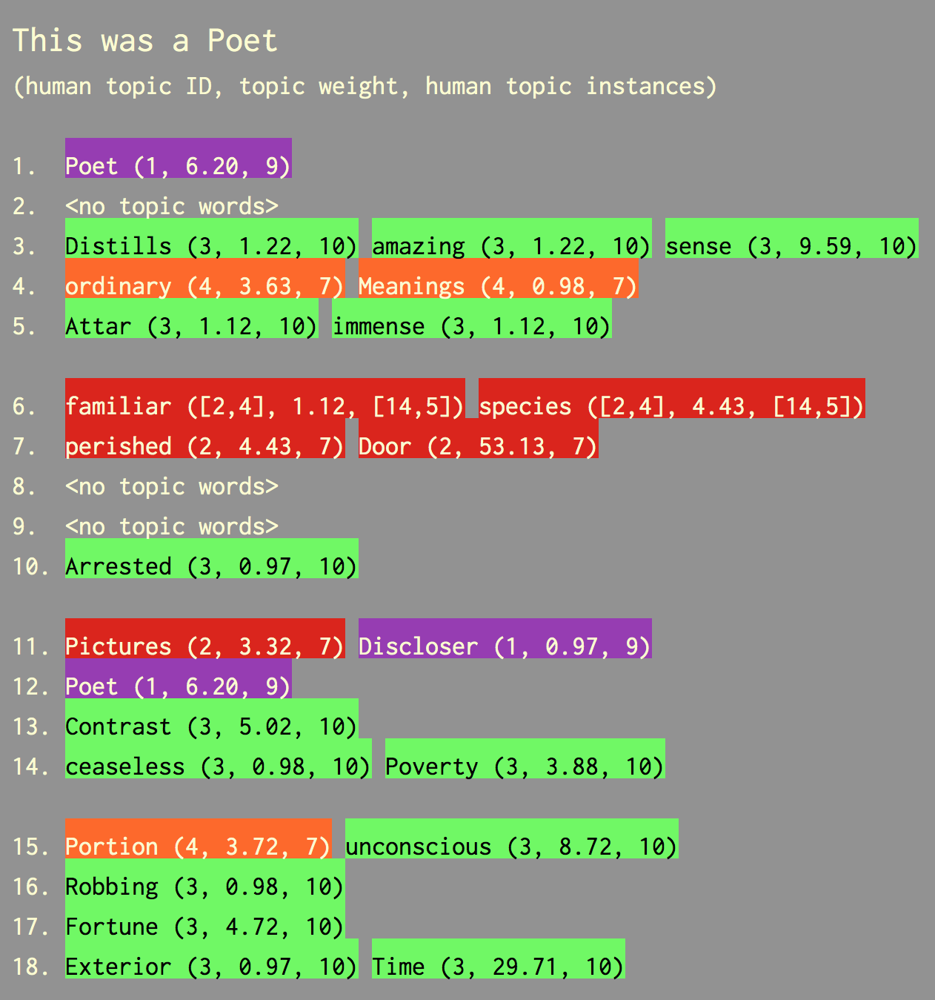 This was a Poet
(human topic ID, topic weight, human topic instances)
1. Poet (1, 6.20, 9)
2. <no topic words>
3. Distills (3, 1.22, 10) amazing (3, 1.22, 10) sense (3, 9.59, 10)
4. ordinary (4, 3.63, 7) Meanings (4, 0.98, 7)
5. Attar (3, 1.12, 10) immense (3, 1.12, 10)
6. familiar ([2,4], 1.12, [14,5]) species ([2,4], 4.43, [14,5])
7. perished (2, 4.43, 7) Door (2, 53.13, 7)
8. <no topic words>
9. <no topic words>
10. Arrested (3, 0.97, 10)
11. Pictures (2, 3.32, 7) Discloser (1, 0.97, 9)
12. Poet (1, 6.20, 9)
13. Contrast (3, 5.02, 10)
14. ceaseless (3, 0.98, 10) Poverty (3, 3.88, 10)
15. Portion (4, 3.72, 7) unconscious (3, 8.72, 10)
16. Robbing (3, 0.98, 10)
17. Fortune (3, 4.72, 10)
18. Exterior (3, 0.97, 10) Time (3, 29.71, 10)